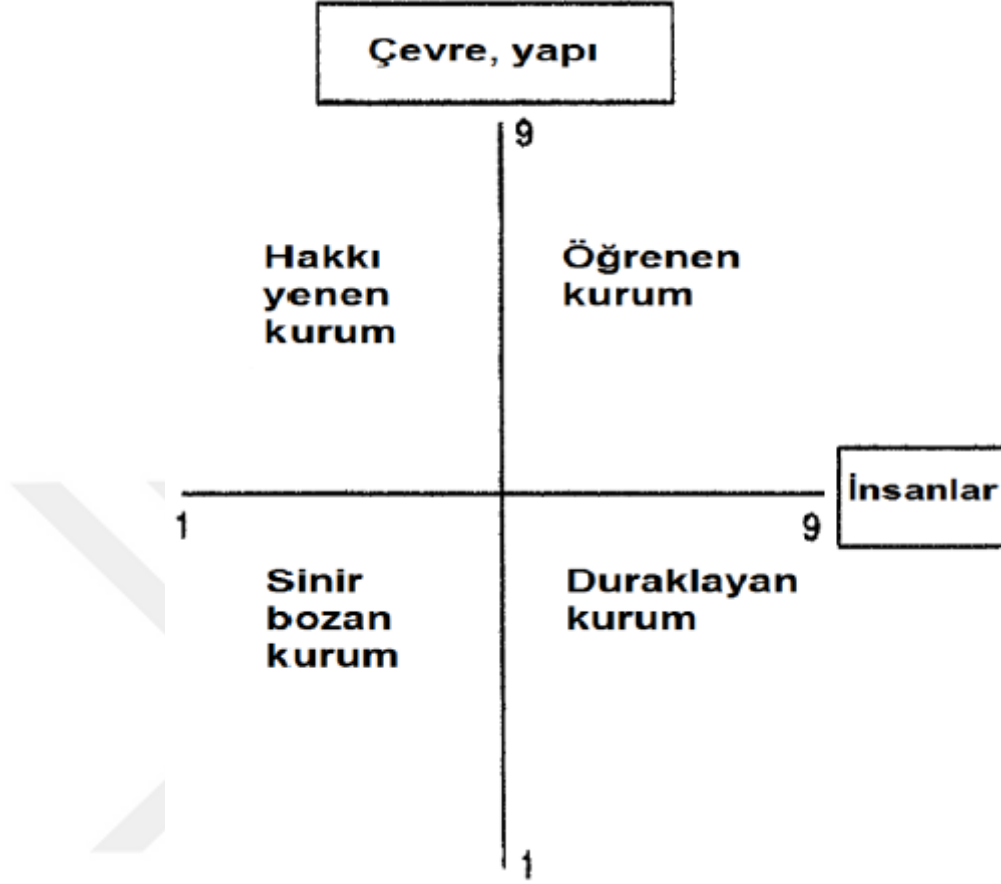 Çevre, yapı
9
Hakkı
yenen
kurum
Öğrenen
kurum
1
9
İnsanlar
Sinir
bozan
kurum
Duraklayan
kurum
1